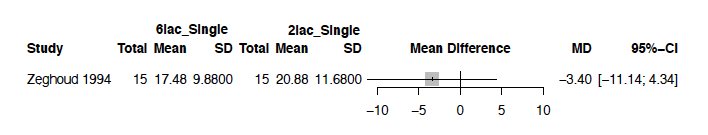 6lac_Single 2lac_Single
Study Total Mean SD Total Mean SD Mean Difference MD 95%−CI
Zeghoud 1994 15 17.48 9.8800 15 20.88 11.6800 −3.40 [−11.14; 4.34]
−10 −5 0 5 10